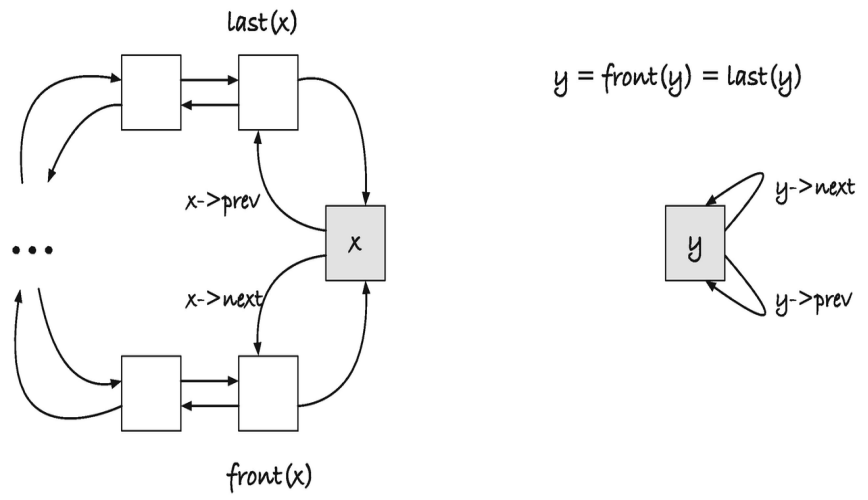 last(x)
y = front(y) = last(y)
x->prev
y->next
x
y
x->next
y->prev
front(x)